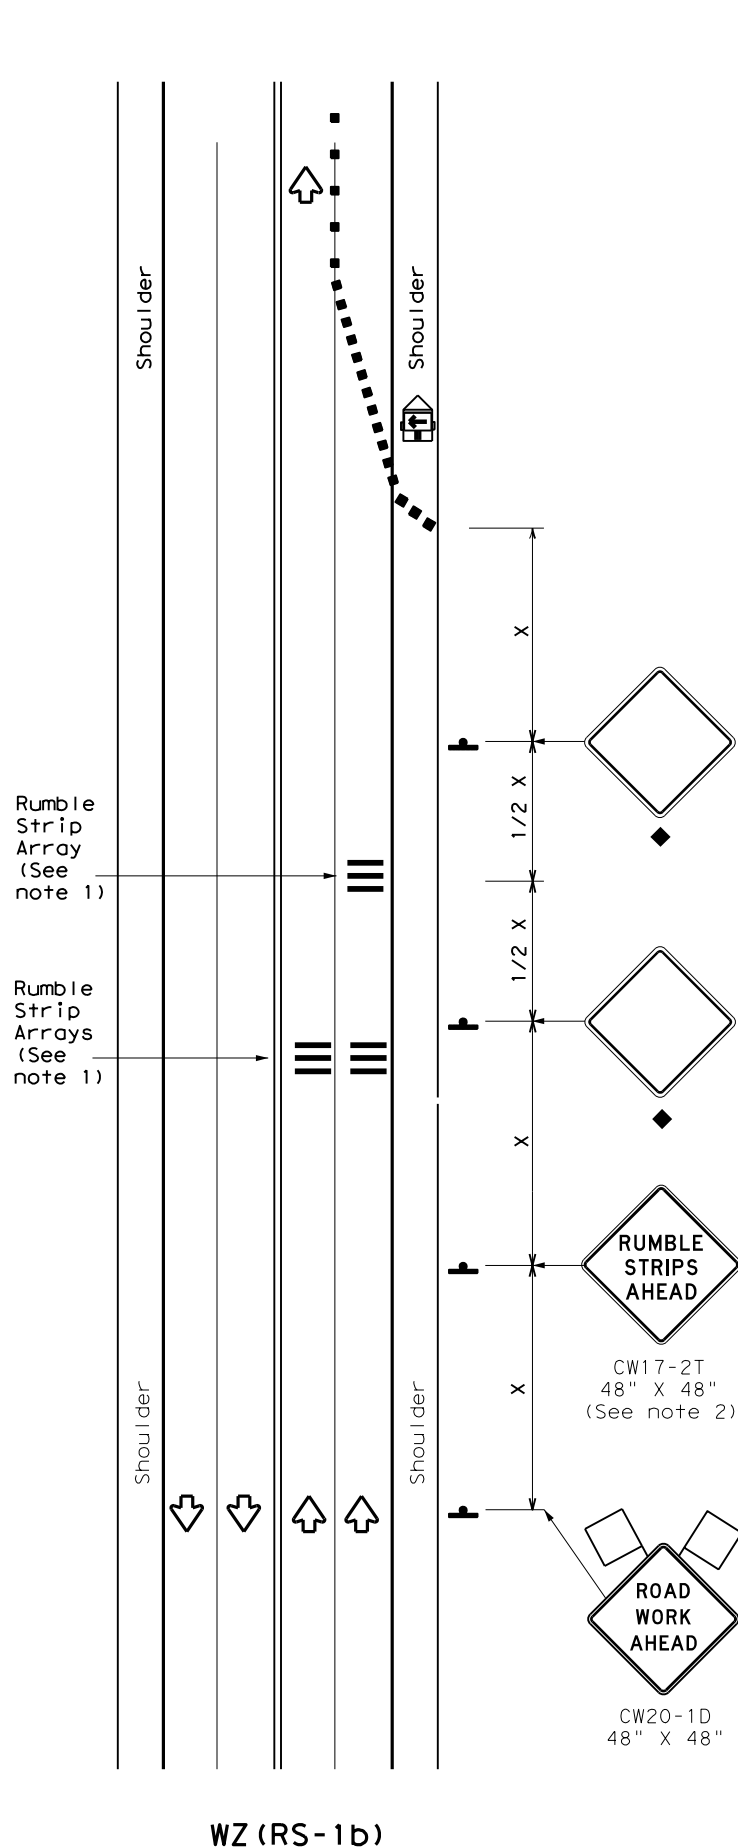 Shoulder
Shoulder
X
1/2 X
Rumble
Strip
Array
(See
note 1)
1/2 X
Rumble
Strip
Arrays
(See
note 1)
X
RUMBLE
STRIPS
AHEAD
CW17-2T
48" X 48"
(See note 2)
X
Shoulder
Shoulder
ROAD
WORK
AHEAD
CW20-1D
48" X 48"
WZ(RS-1b)